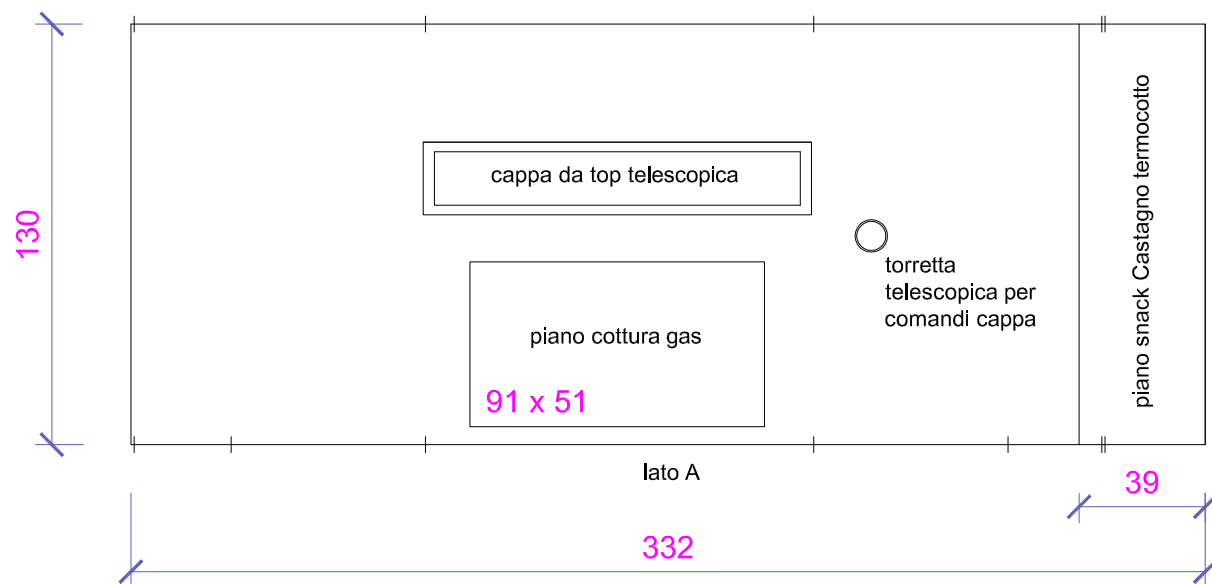 cappa da top telescopica
130
torretta
telescopica per
comandi cappa
piano snack Castagno termocotto
piano cottura gas
91 x 51
lato A
39
332